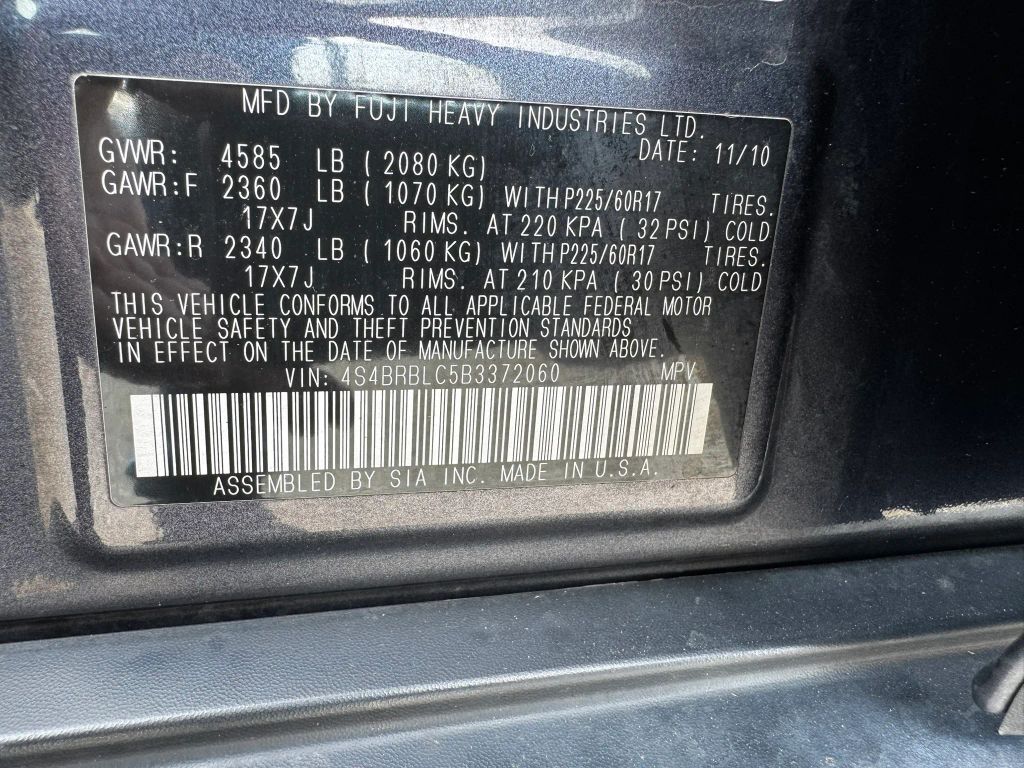 MFD BY FUJI HEAVY INDUSTRIES LTD.
DATE: 11/10
GVWR: 4585 LB ( 2080 KG)
GAWR:F 2360 LB ( 1070 KG) WITH P225/60R17 TIRES.
17X7J RIMS. AT 220 KPA ( 32 PSI) COLD
GAWR:R 2340 LB ( 1060 KG) WITH P225/60R17 TIRES.
17X7J RIMS. AT 210 KPA ( 30 PSI) COLD
THIS VEHICLE CONFORMS TO ALL APPLICABLE FEDERAL MOTOR
VEHICLE SAFETY AND THEFT PREVENTION STANDARDS
IN EFFECT ON THE DATE OF MANUFACTURE SHOWN ABOVE.
VIN: 4S4BRBLC5B3372060 MPV
ASSEMBLED BY SIA INC. MADE IN U.S.A.